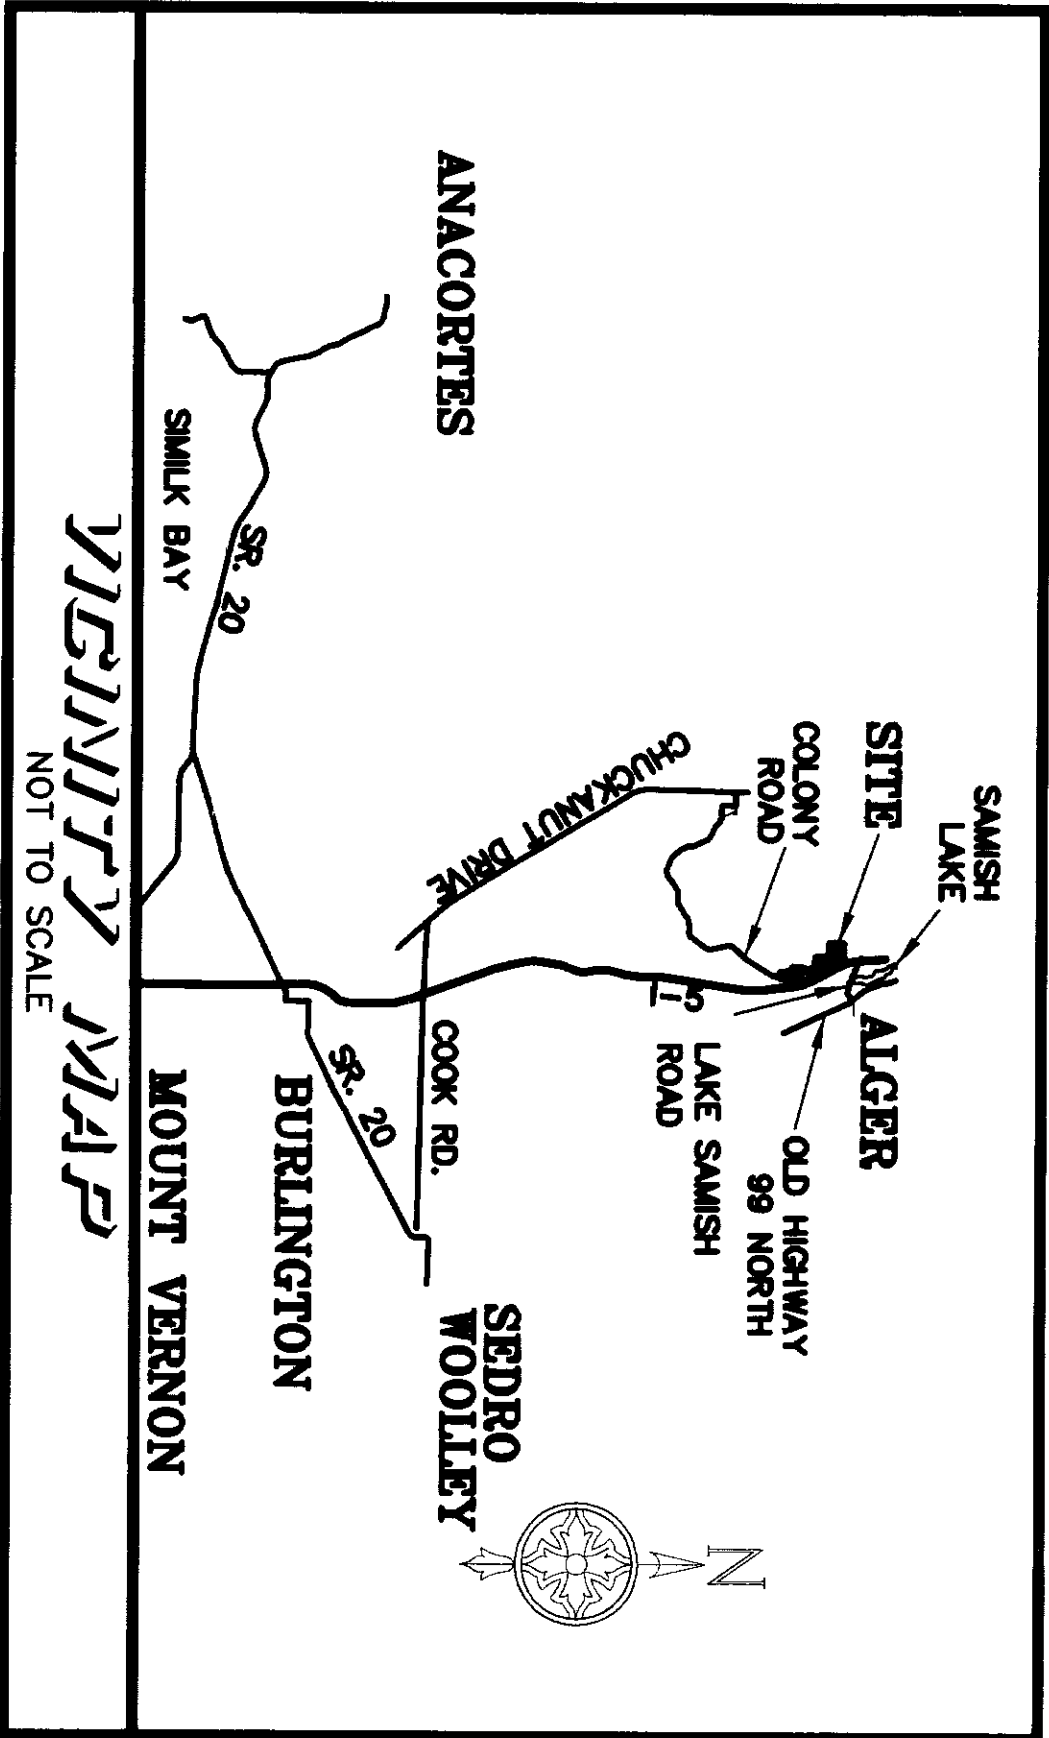 SAMISH
LAKE
SITE
COLONY
ROAD
ALGER
OLD HIGHWAY
99 NORTH
LAKE SAMISH
ROAD
I-5
CHUCKANUT DRIVE
N
ANACORTES
SEDRO
WOOLLEY
COOK RD.
SR. 20
BURLINGTON
SR. 20
SIMILK BAY
MOUNT VERNON
VICINITY MAP
NOT TO SCALE